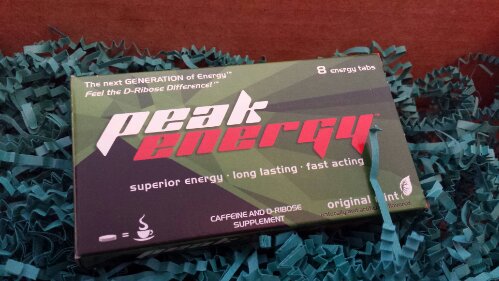 The next GENERATION of Energy™
Feel the D-Ribose Difference!™
8 energy tabs
peak
energy
superior energy · long lasting · fast acting
CAFFEINE AND D-RIBOSE
SUPPLEMENT
original
flavored